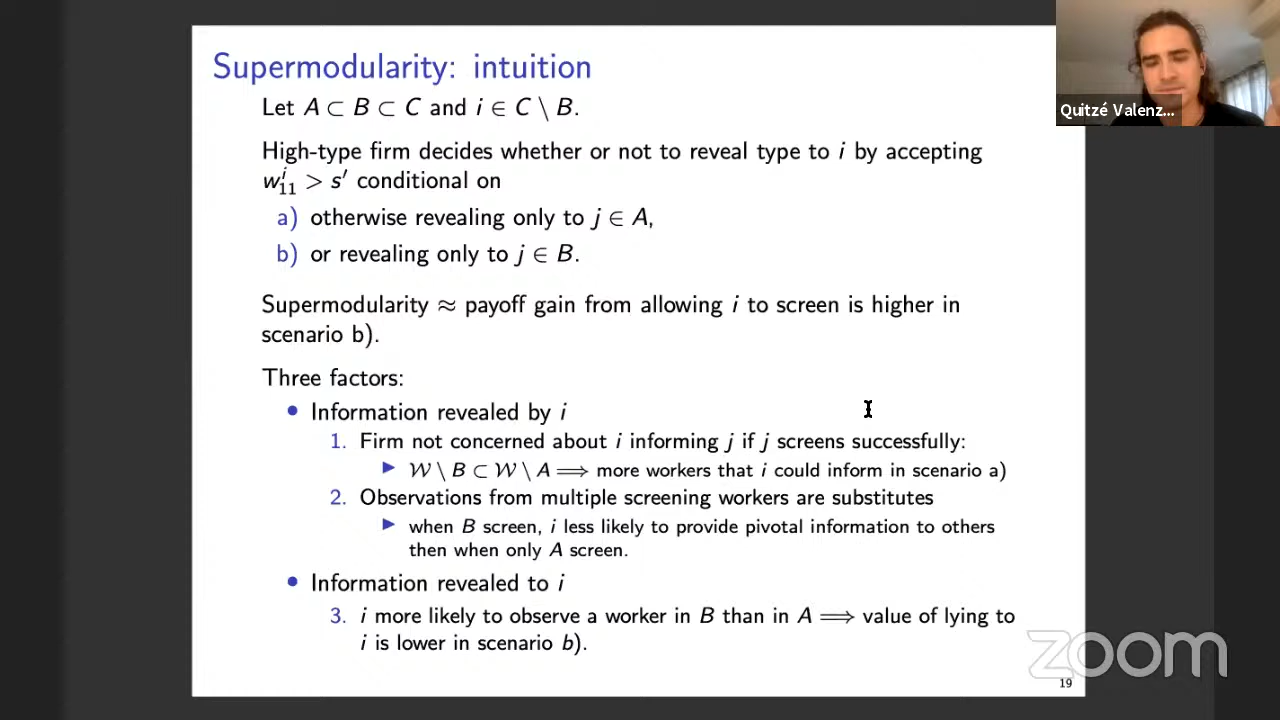 Supermodularity: intuition
Let A ⊂ B ⊂ C and i ∈ C \ B.
High-type firm decides whether or not to reveal type to i by accepting
w₁₁ⁱ > s′ conditional on
a) otherwise revealing only to j ∈ A,
b) or revealing only to j ∈ B.
Supermodularity ≈ payoff gain from allowing i to screen is higher in
scenario b).
Three factors:
• Information revealed by i
1. Firm not concerned about i informing j if j screens successfully:
▶ W \ B ⊂ W \ A ⟹ more workers that i could inform in scenario a)
2. Observations from multiple screening workers are substitutes
▶ when B screen, i less likely to provide pivotal information to others
then when only A screen.
• Information revealed to i
3. i more likely to observe a worker in B than in A ⟹ value of lying to
i is lower in scenario b).
19
Quitzé Valenz...
zoom